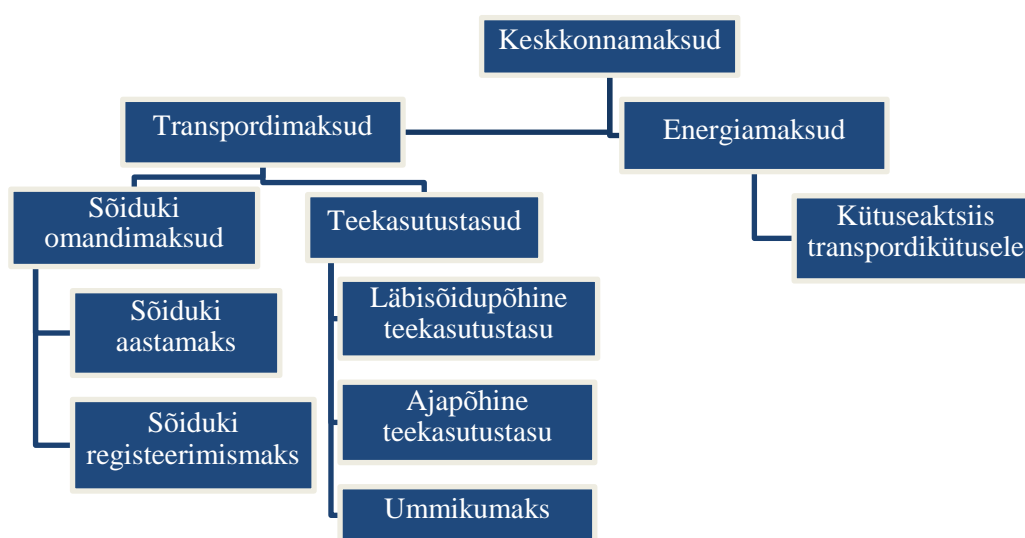 Keskkonnamaksud
Transpordimaksud
Energiamaksud
Sõiduki
omandimaksud
Teekasutustasud
Kütuseaktsiis
transpordikütusele
Sõiduki
aastamaks
Läbisõidupõhine
teekasutustasu
Sõiduki
registeerimismaks
Ajapõhine
teekasutustasu
Ummikumaks